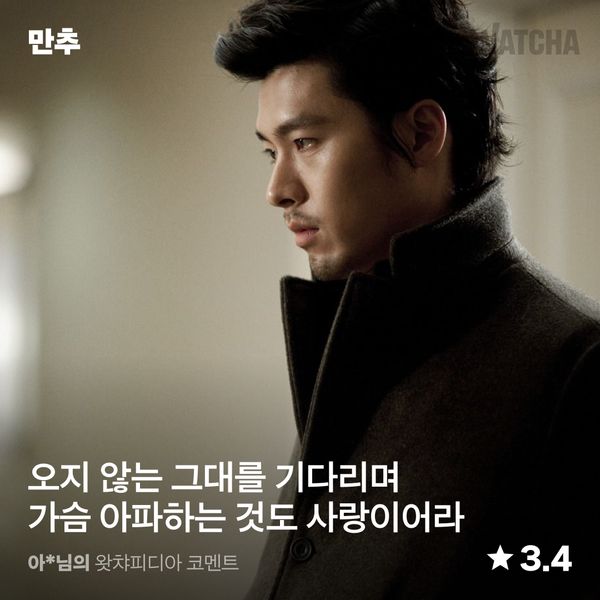 만추
WATCHA
오지 않는 그대를 기다리며
가슴 아파하는 것도 사랑이어라
아*님의 왓챠피디아 코멘트
★ 3.4